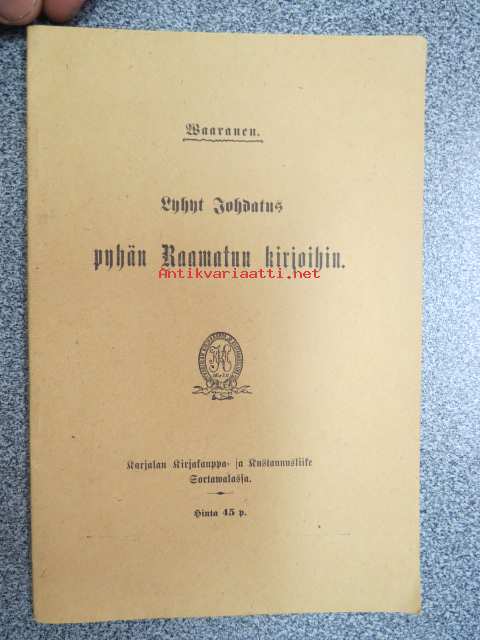 Waaranen.
Lyhyt Johdatus
pyhän Raamatun kirjoihin.
Antikvariaatti.net
Karjalan Kirjakauppa- ja Kustannusliike
Sortawalassa.
Hinta 45 p.